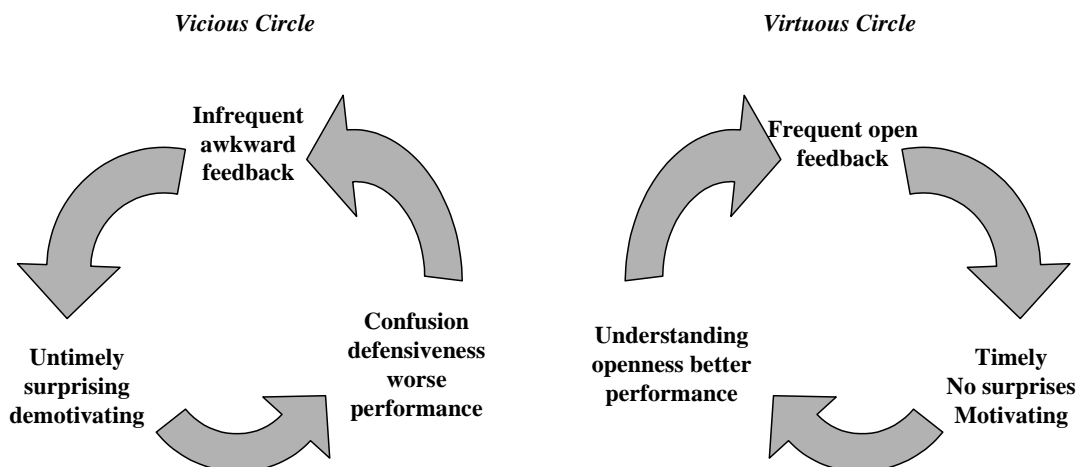 Vicious Circle
Infrequent
awkward
feedback
Untimely
surprising
demotivating
Confusion
defensiveness
worse
performance
Virtuous Circle
Frequent open
feedback
Timely
No surprises
Motivating
Understanding
openness better
performance